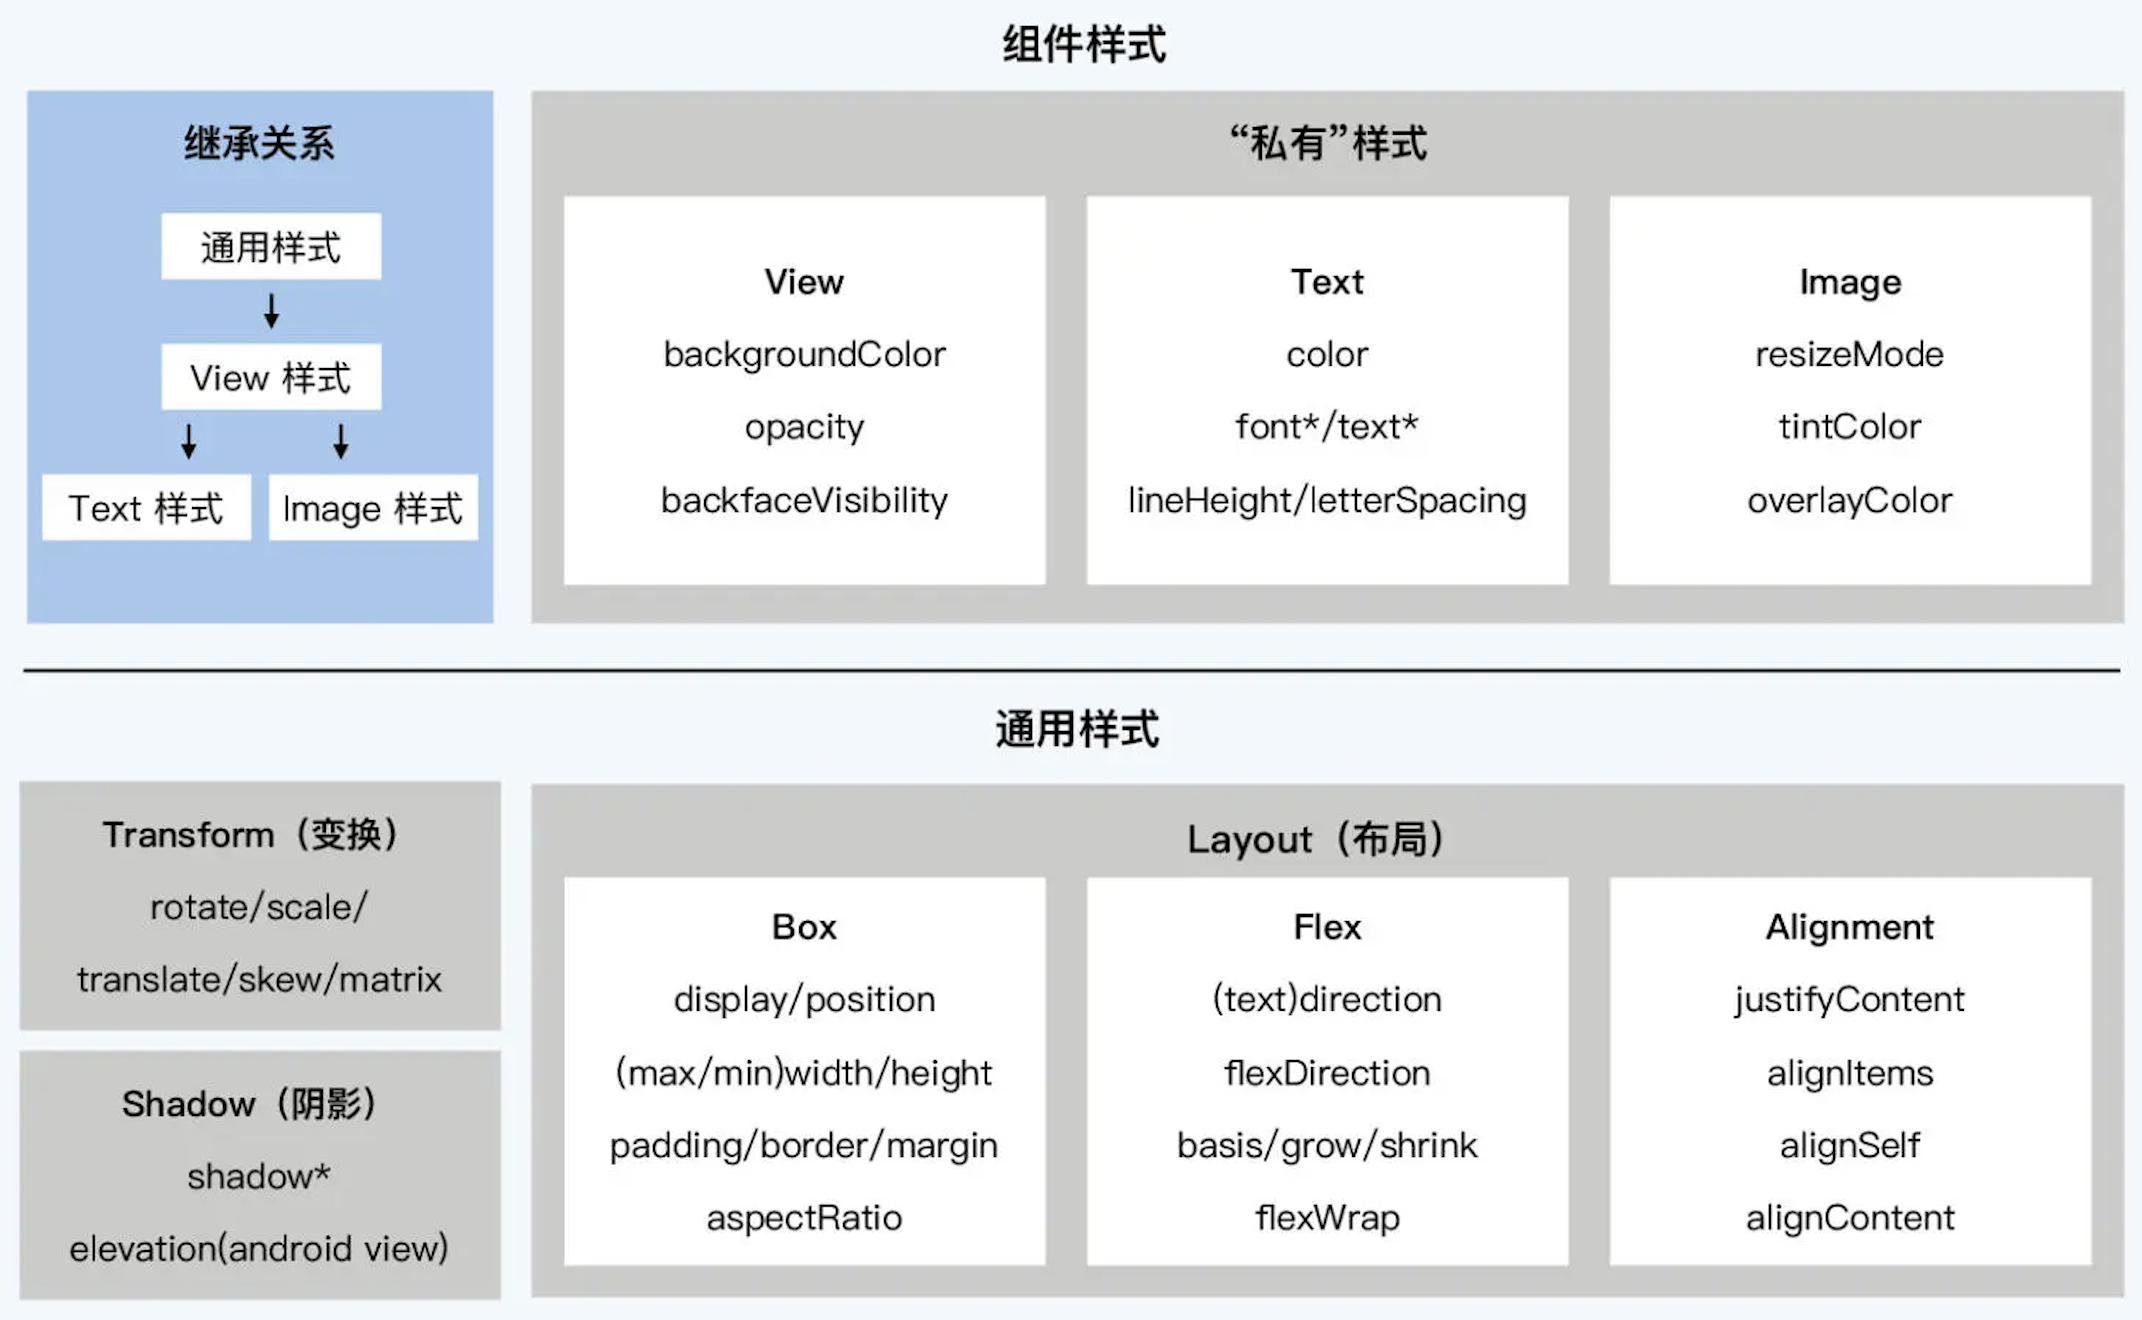 组件样式
继承关系
通用样式
View 样式
Text 样式
Image 样式
“私有”样式
View
backgroundColor
opacity
backfaceVisibility
Text
color
font*/text*
lineHeight/letterSpacing
Image
resizeMode
tintColor
overlayColor
通用样式
Transform（变换）
rotate/scale/
translate/skew/matrix
Shadow（阴影）
shadow*
elevation(android view)
Layout（布局）
Box
display/position
(max/min)width/height
padding/border/margin
aspectRatio
Flex
(text)direction
flexDirection
basis/grow/shrink
flexWrap
Alignment
justifyContent
alignItems
alignSelf
alignContent